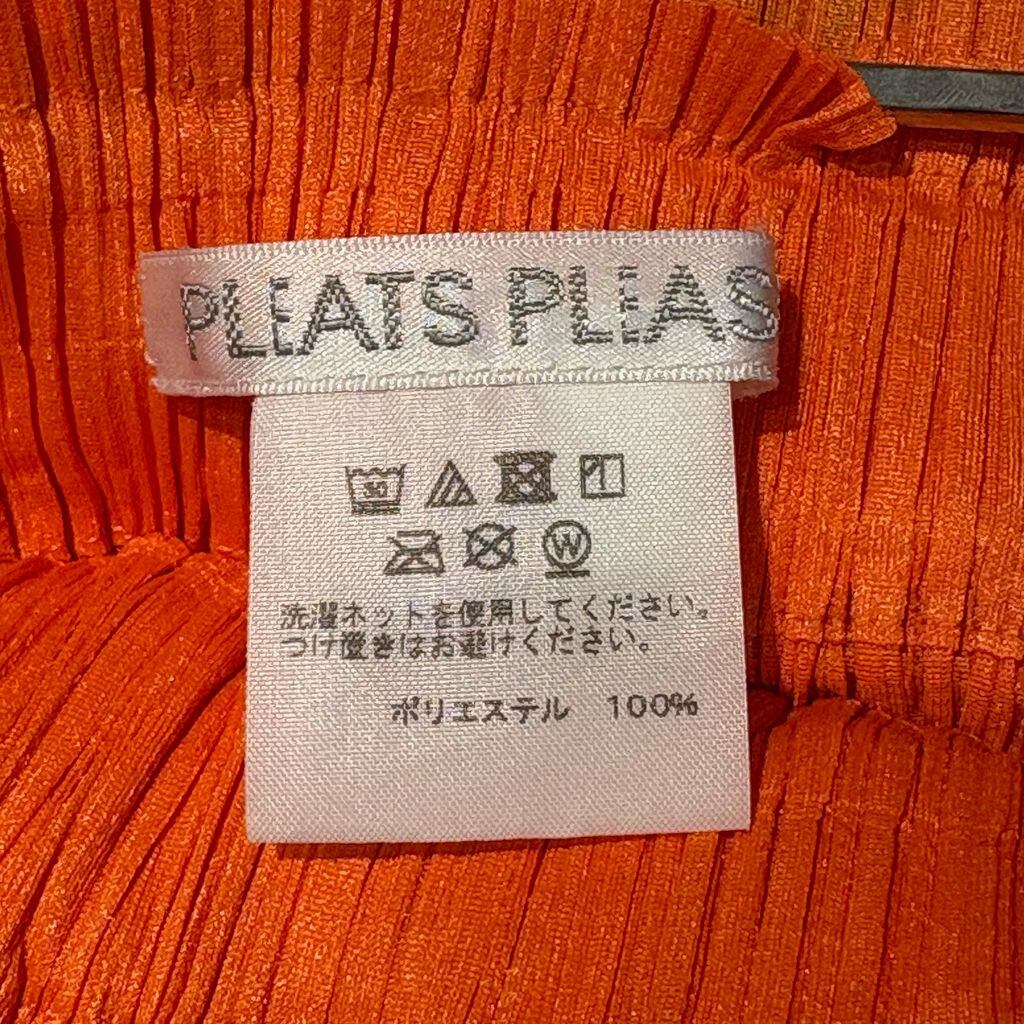 PLEATS PLEAS
30
W
洗濯ネットを使用してください。
つけ置きはお避けください。
ポリエステル 100%